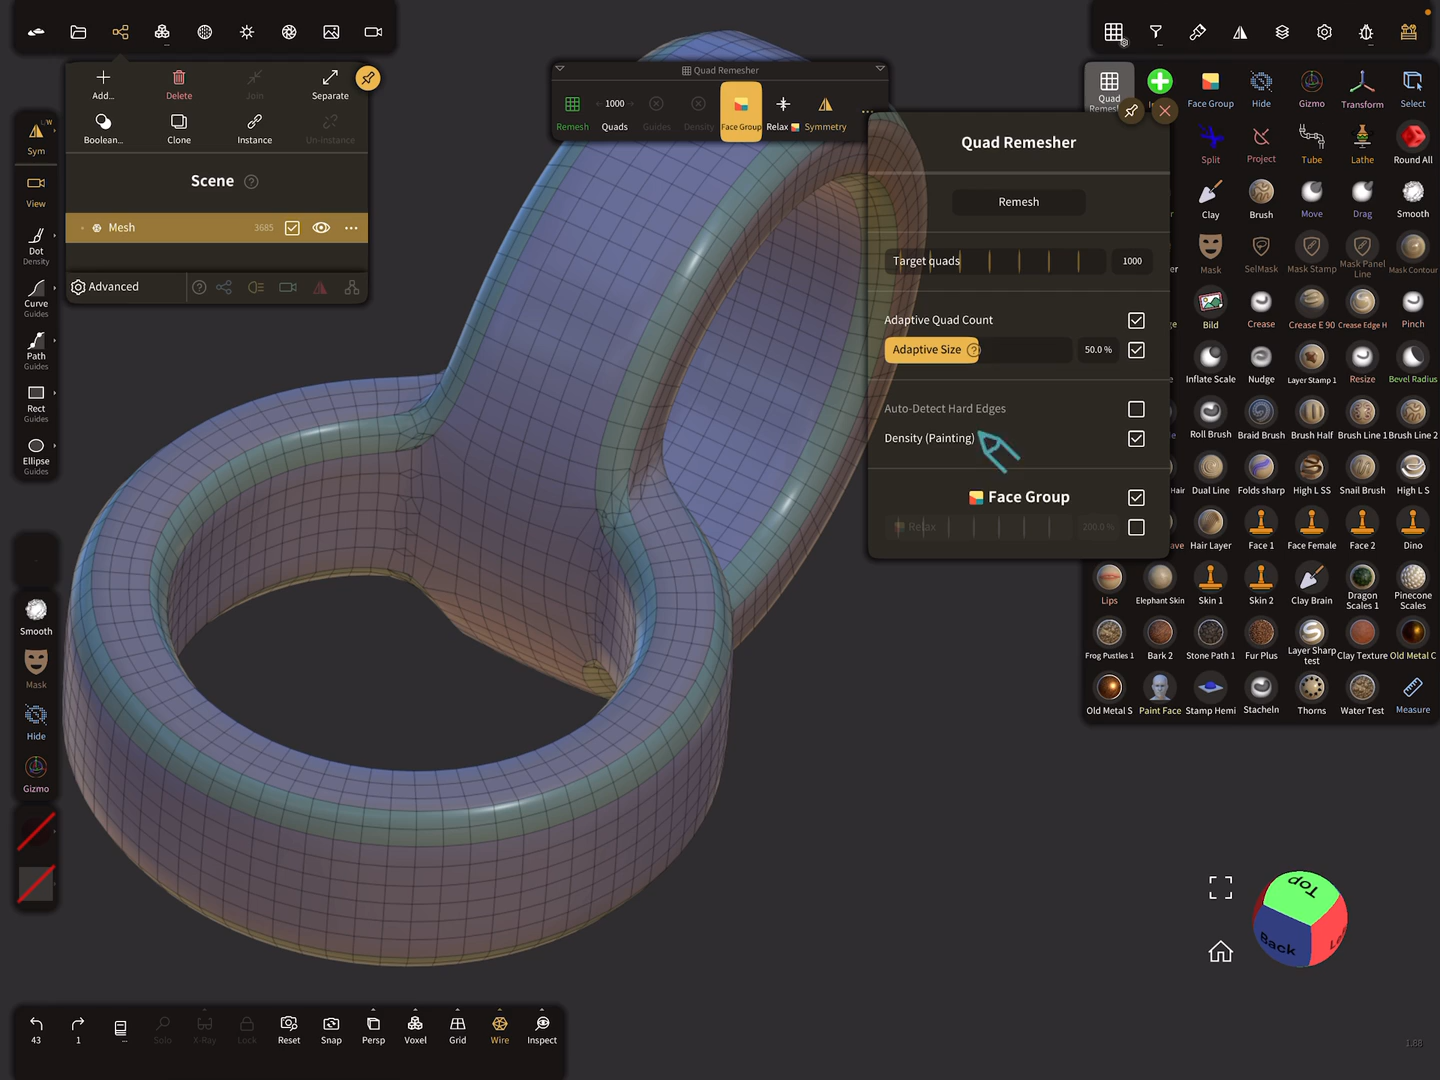 Add...
Delete
Join
Separate
Boolean...
Clone
Instance
Un-Instance
Scene
Mesh
3685
Advanced
Sym
View
Dot
Density
Curve
Guides
Path
Guides
Rect
Guides
Ellipse
Guides
Smooth
Mask
Hide
Gizmo
Quad Remesher
Remesh
1000
Quads
Guides
Density
Face Group
Relax
Symmetry
...
Quad Remesher
Remesh
Target quads
1000
Adaptive Quad Count
Adaptive Size
50.0 %
Auto-Detect Hard Edges
Density (Painting)
Face Group
Relax
200.0 %
Quad
Face Group
Hide
Gizmo
Transform
Select
Split
Project
Tube
Lathe
Round All
Clay
Brush
Move
Drag
Smooth
Mask
SelMask
Mask Stamp
Mask Panel
Line
Mask Contour
Bild
Crease
Crease E 90
Crease Edge H
Pinch
Inflate Scale
Nudge
Layer Stamp 1
Resize
Bevel Radius
Roll Brush
Braid Brush
Brush Half
Brush Line 1
Brush Line 2
Hair
Dual Line
Folds sharp
High L SS
Snail Brush
High L S
Hair Layer
Face 1
Face Female
Face 2
Dino
Lips
Elephant Skin
Skin 1
Skin 2
Clay Brain
Dragon
Scales 1
Pinecone
Scales
Frog Pustles 1
Bark 2
Stone Path 1
Fur Plus
Layer Sharp
test
Clay Texture
Old Metal C
Old Metal S
Paint Face
Stamp Hemi
Stacheln
Thorns
Water Test
Measure
Top
Back
43
1
...
Solo
X-Ray
Lock
Reset
Snap
Persp
Voxel
Grid
Wire
Inspect
1.88